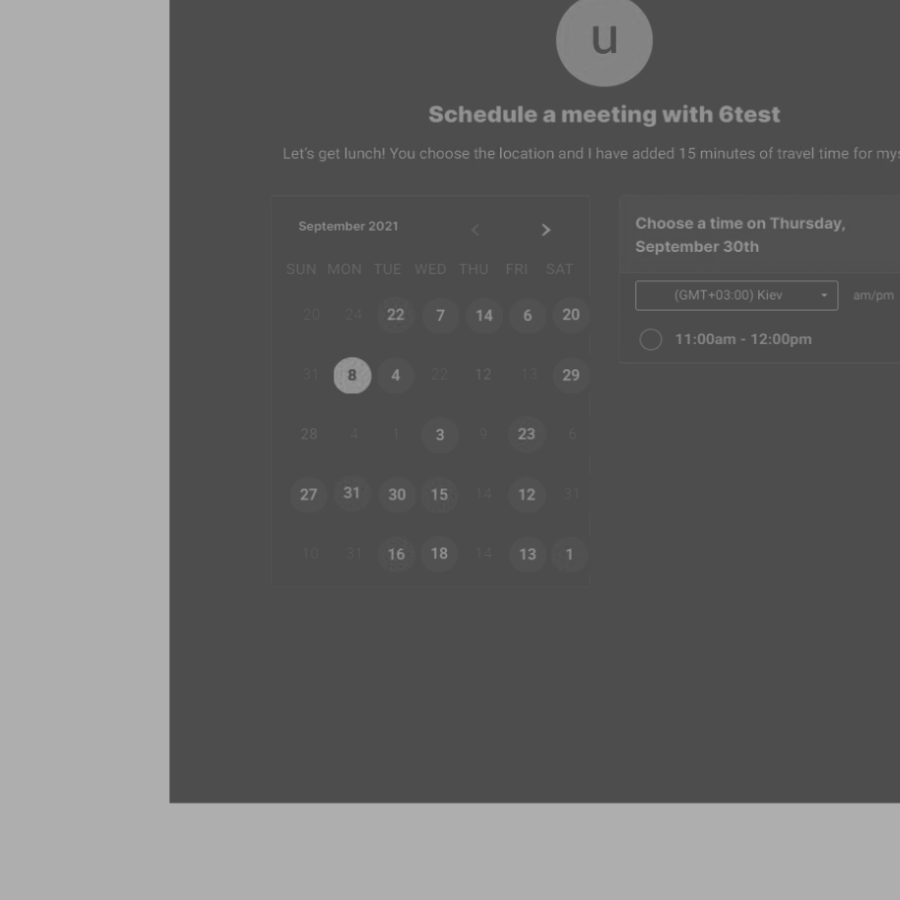 u
Schedule a meeting with 6test
Let's get lunch! You choose the location and I have added 15 minutes of travel time for
September 2021
SUN MON TUE WED THU FRI SAT
20 24 22 7 14 6 20
31 8 4 22 12 13 29
28 4 1 3 9 23 6
27 31 30 15 14 12 31
10 31 16 18 14 13 1
Choose a time on Thursday,
September 30th
(GMT+03:00) Kiev am/pm
11:00am - 12:00pm